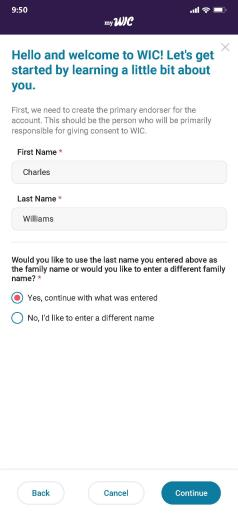 9:50
myWIC
Hello and welcome to WIC! Let's get
started by learning a little bit about
you.
First, we need to create the primary endorser for the
account. This should be the person who will be primarily
responsible for giving consent to WIC.
First Name *
Charles
Last Name *
Williams
Would you like to use the last name you entered above as
the family name or would you like to enter a different family
name? *
Yes, continue with what was entered
No, I'd like to enter a different name
Back Cancel Continue